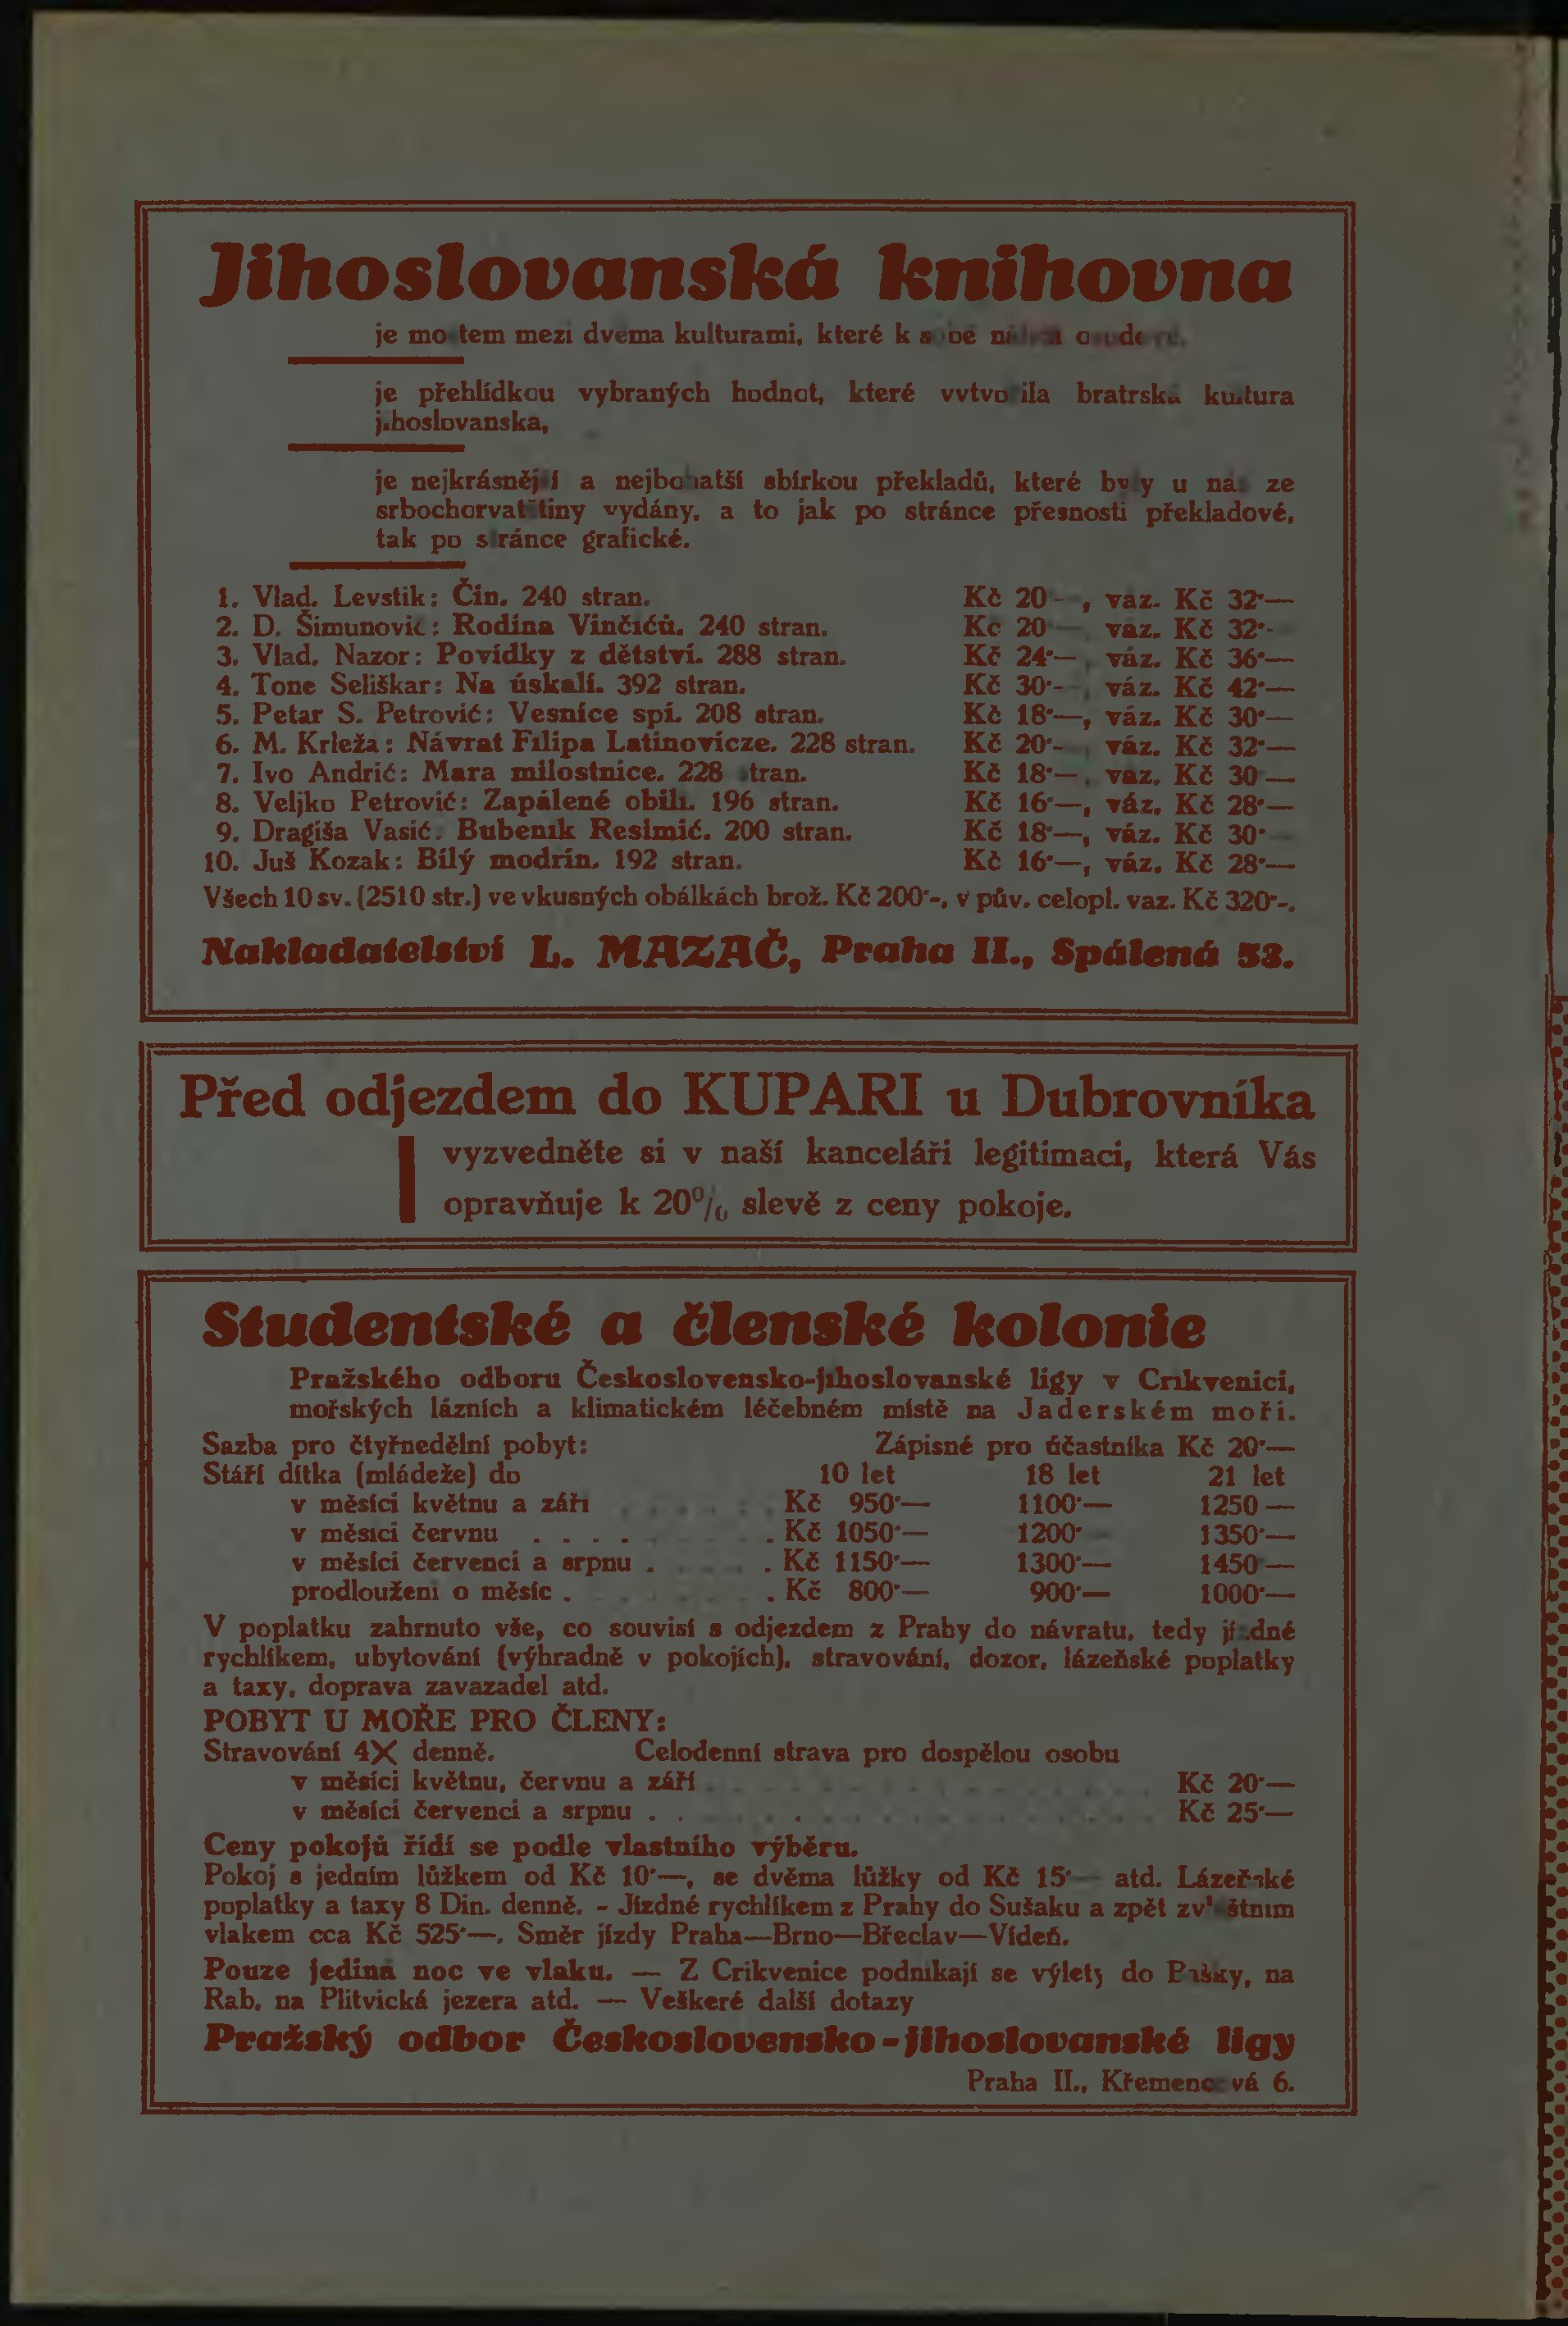 Jihoslovanská knihovna
je mostem mezi dvěma kulturami, které k sobě osudově.
je přehlídkou vybraných hodnot, které vytvořila bratrská kultura
jihoslovanská,
je nejkrásnější a nejbohatší sbírkou překladů, které byly u nás ze
srbochorvatštiny vydány, a to jak po stránce přesnosti překladové,
tak po stránce grafické.
1. Vlad. Levstik: Čin. 240 stran. Kč 20·—, váz. Kč 32·—
2. D. Šimunović: Rodina Vinčićů. 240 stran. Kč 20·—, váz. Kč 32·—
3. Vlad. Nazor: Povídky z dětství. 288 stran. Kč 24·—, váz. Kč 36·—
4. Tone Seliškar: Na úskalí. 392 stran. Kč 30·—, váz. Kč 42·—
5. Petar S. Petrović: Vesnice spí. 208 stran. Kč 18·—, váz. Kč 30·—
6. M. Krleža: Návrat Filipa Latinovicze. 228 stran. Kč 20·—, váz. Kč 32·—
7. Ivo Andrić: Mara milostnice. 228 stran. Kč 18·—, váz. Kč 30·—
8. Veljko Petrović: Zapálené obilí. 196 stran. Kč 16·—, váz. Kč 28·—
9. Dragiša Vasić: Bubeník Resimić. 200 stran. Kč 18·—, váz. Kč 30·—
10. Juš Kozak: Bílý modřín. 192 stran. Kč 16·—, váz. Kč 28·—
Všech 10 sv. (2510 str.) ve vkusných obálkách brož. Kč 200·-, v pův. celopl. vaz. Kč 320·-.
Nakladatelství L. MAZAČ, Praha II., Spálená 53.
Před odjezdem do KUPARI u Dubrovníka
vyzvedněte si v naší kanceláři legitimaci, která Vás
opravňuje k 20% slevě z ceny pokoje.
Studentské a členské kolonie
Pražského odboru Československo-jihoslovanské ligy v Crikvenici,
mořských lázních a klimatickém léčebném místě na Jaderském moři.
Sazba pro čtyřnedělní pobyt: Zápisné pro účastníka Kč 20·—
Stáří dítka (mládeže) do 10 let 18 let 21 let
v měsíci květnu a září . . . . . . Kč 950·— 1100·— 1250·—
v měsíci červnu . . . . . . . . . Kč 1050·— 1200·— 1350·—
v měsíci červenci a srpnu . . . . . Kč 1150·— 1300·— 1450·—
prodloužení o měsíc . . . . . . . . Kč 800·— 900·— 1000·—
V poplatku zahrnuto vše, co souvisí s odjezdem z Prahy do návratu, tedy jízdné
rychlíkem, ubytování (výhradně v pokojích), stravování, dozor, lázeňské poplatky
a taxy, doprava zavazadel atd.
POBYT U MOŘE PRO ČLENY:
Stravování 4X denně. Celodenní strava pro dospělou osobu
v měsíci květnu, červnu a září . . . . . . . . . . . . . . . . Kč 20·—
v měsíci červenci a srpnu . . . . . . . . . . . . . . . . . . Kč 25·—
Ceny pokojů řídí se podle vlastního výběru.
Pokoj s jedním lůžkem od Kč 10·—, se dvěma lůžky od Kč 15·— atd. Lázeňské
poplatky a taxy 8 Din. denně. - Jízdné rychlíkem z Prahy do Sušaku a zpět zvláštním
vlakem cca Kč 525·—. Směr jízdy Praha—Brno—Břeclav—Vídeň.
Pouze jediná noc ve vlaku. — Z Crikvenice podnikají se výlety do Bašky, na
Rab, na Plitvická jezera atd. — Veškeré další dotazy
Pražský odbor Československo-jihoslovanské ligy
Praha II., Křemencová 6.